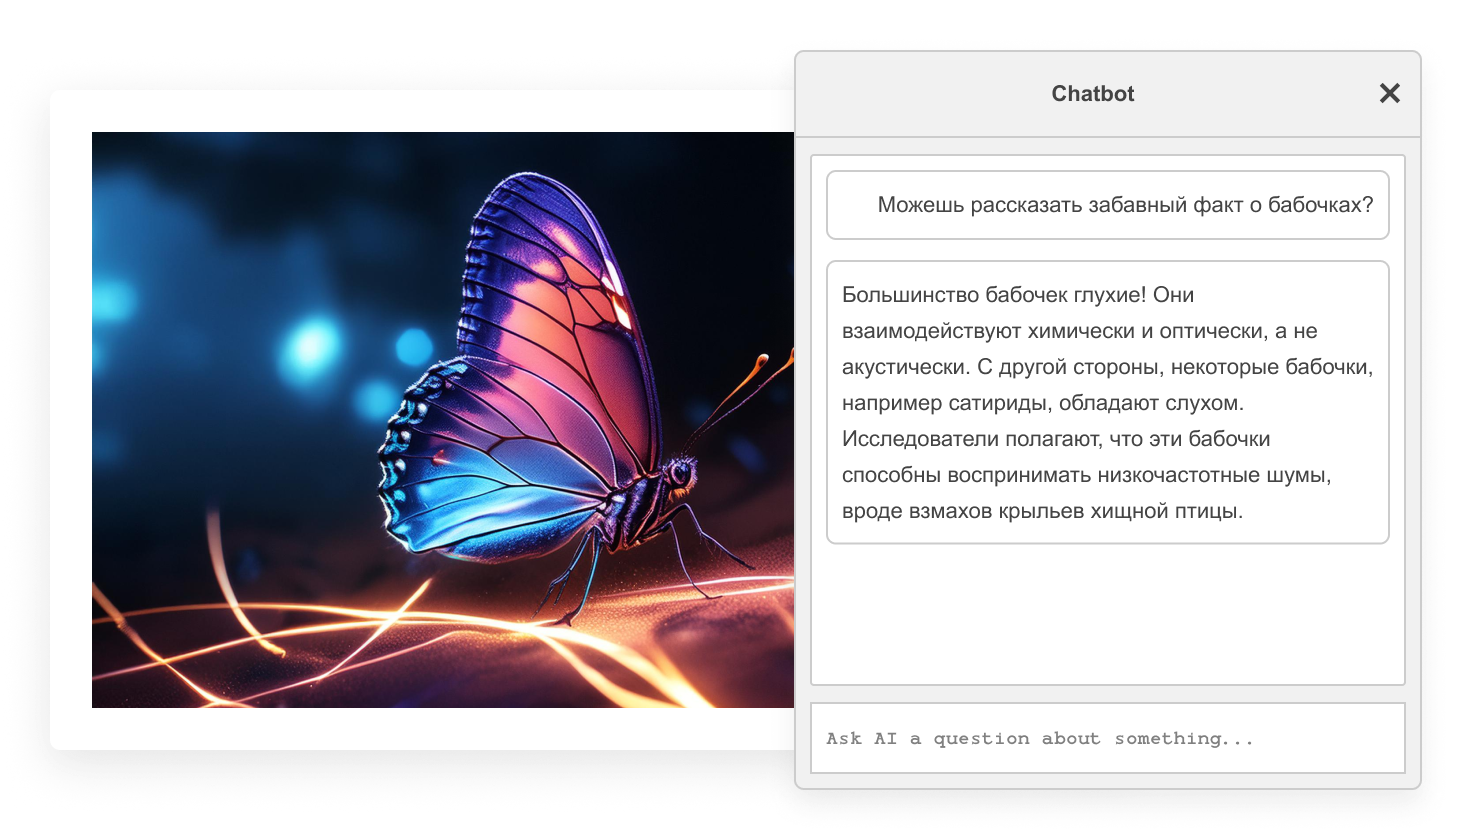 Chatbot
Можешь рассказать забавный факт о бабочках?
Большинство бабочек глухие! Они
взаимодействуют химически и оптически, а не
акустически. С другой стороны, некоторые бабочки,
например сатириды, обладают слухом.
Исследователи полагают, что эти бабочки
способны воспринимать низкочастотные шумы,
вроде взмахов крыльев хищной птицы.
Ask AI a question about something...